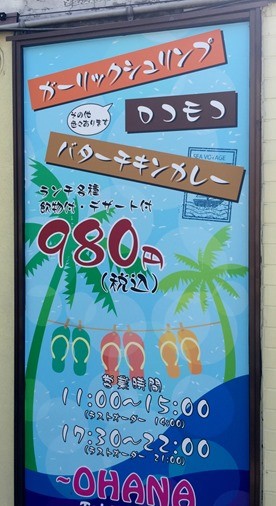 ガーリックシュリンプ
その他
色々あります
ロコモコ
バターチキンカレー
SEA VOYAGE
ランチ各種
飲物付・デザート付
980円
(税込)
営業時間
11:00～15:00
(ラストオーダー 14:00)
17:30～22:00
(ラストオーダー 21:00)
～OHANA